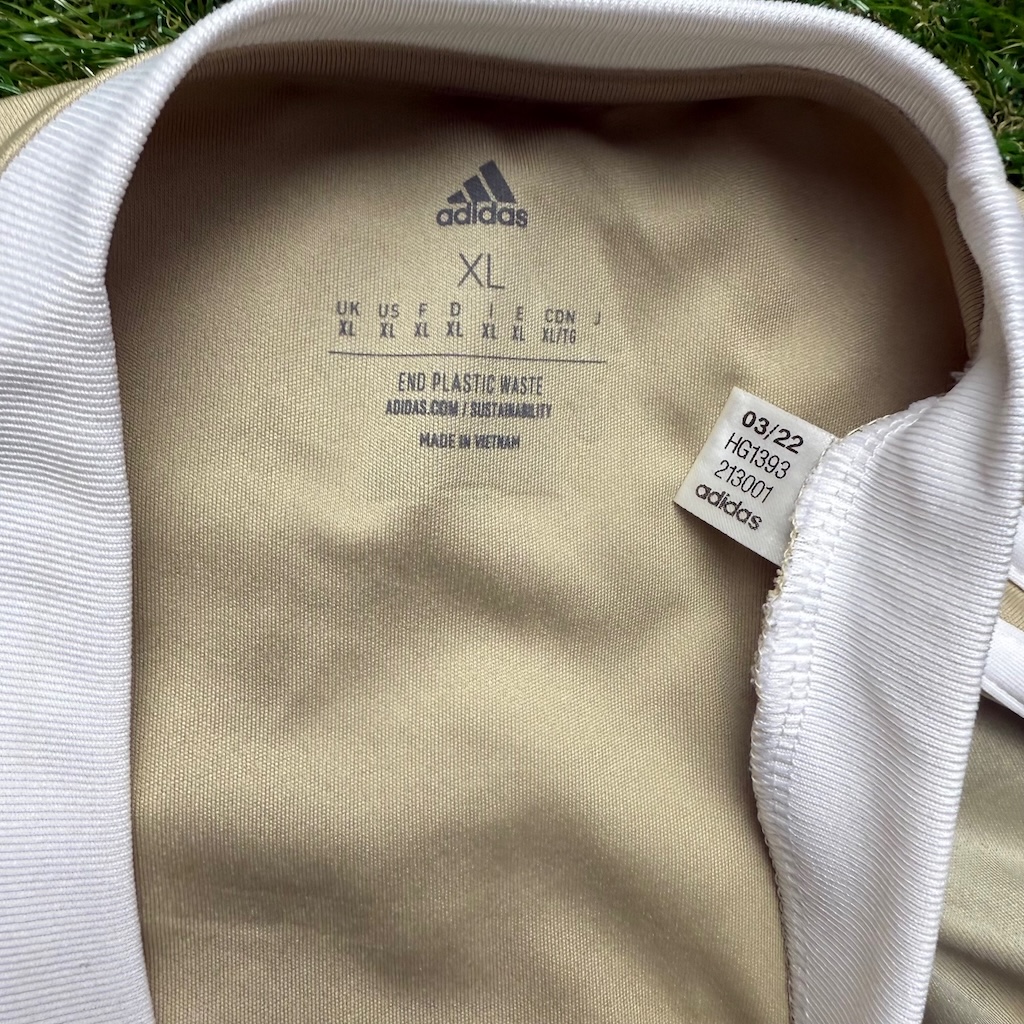 adidas
XL
UK US F D I E CDN J
XL XL XL XL XL XL XL/TG
END PLASTIC WASTE
ADIDAS.COM / SUSTAINABILITY
MADE IN VIETNAM
03/22
HG1393
213001
adidas